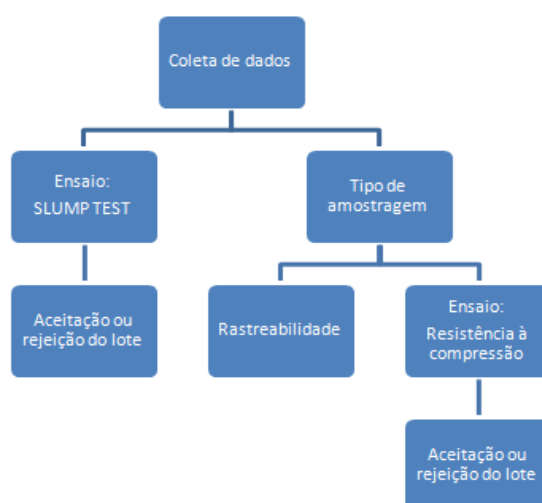 Coleta de dados
Ensaio:
SLUMP TEST
Tipo de
amostragem
Aceitação ou
rejeição do lote
Rastreabilidade
Ensaio:
Resistência à
compressão
Aceitação ou
rejeição do lote